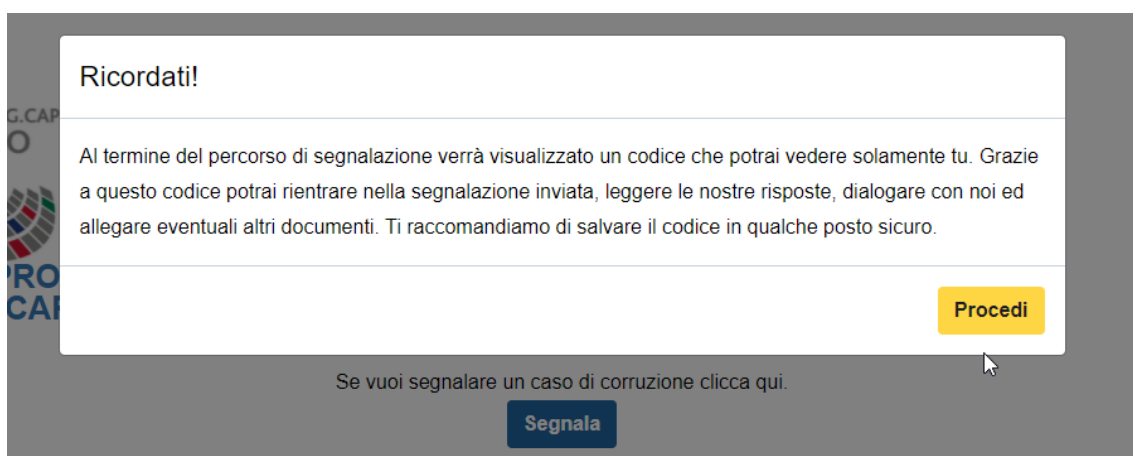 Ricordati!
G.CAP
O
Al termine del percorso di segnalazione verrà visualizzato un codice che potrai vedere solamente tu. Grazie
a questo codice potrai rientrare nella segnalazione inviata, leggere le nostre risposte, dialogare con noi ed
allegare eventuali altri documenti. Ti raccomandiamo di salvare il codice in qualche posto sicuro.
PRO
CAP
Procedi
Se vuoi segnalare un caso di corruzione clicca qui.
Segnala